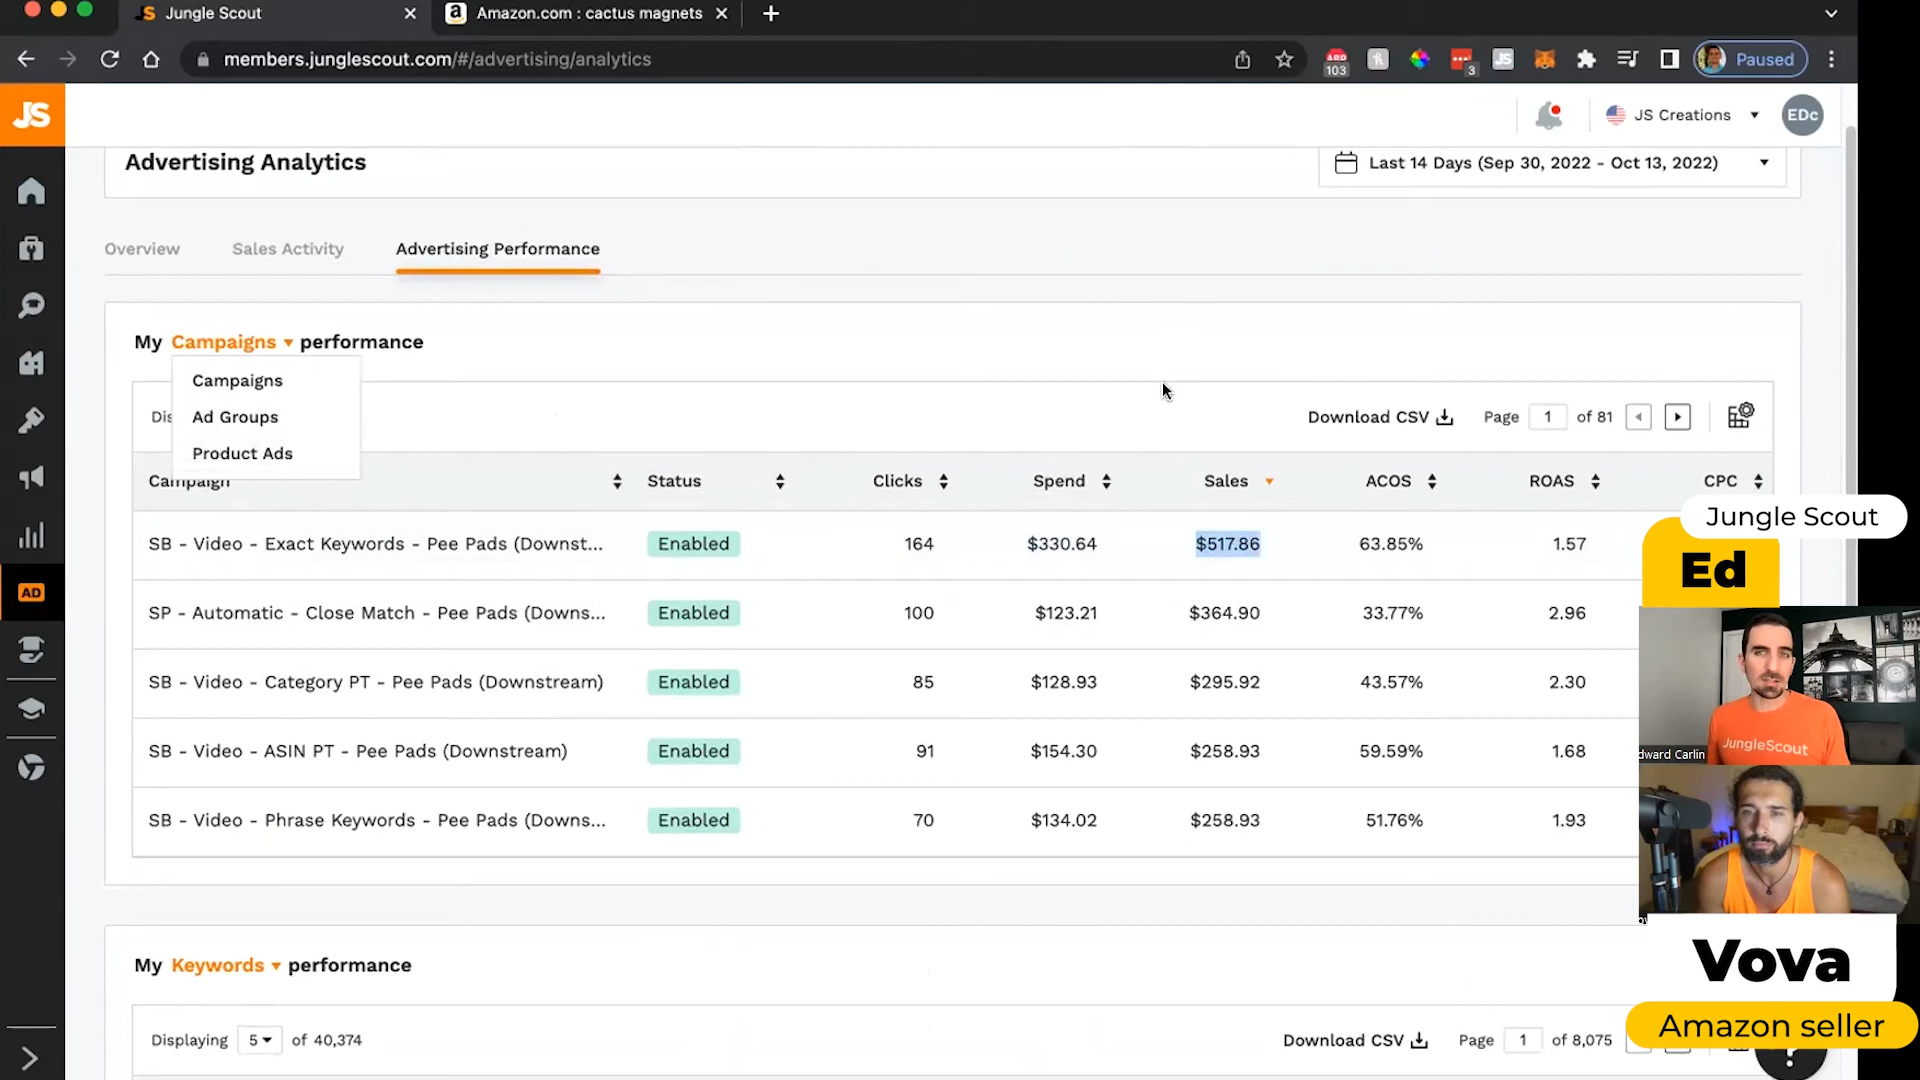 Jungle Scout
Amazon.com : cactus magnets
members.junglescout.com/#/advertising/analytics
ABD
103
3
JS
Paused
JS
JS Creations
EDc
Advertising Analytics
Last 14 Days (Sep 30, 2022 - Oct 13, 2022)
Overview
Sales Activity
Advertising Performance
My Campaigns performance
Campaigns
Ad Groups
Product Ads
Dis
Download CSV
Page 1 of 81
Campaign
Status
Clicks
Spend
Sales
ACOS
ROAS
CPC
SB - Video - Exact Keywords - Pee Pads (Downst... Enabled 164 $330.64 $517.86 63.85% 1.57
SP - Automatic - Close Match - Pee Pads (Downs... Enabled 100 $123.21 $364.90 33.77% 2.96
SB - Video - Category PT - Pee Pads (Downstream) Enabled 85 $128.93 $295.92 43.57% 2.30
SB - Video - ASIN PT - Pee Pads (Downstream) Enabled 91 $154.30 $258.93 59.59% 1.68
SB - Video - Phrase Keywords - Pee Pads (Downs... Enabled 70 $134.02 $258.93 51.76% 1.93
AD
My Keywords performance
Displaying 5 of 40,374
Download CSV
Page 1 of 8,075
?
Jungle Scout
Ed
JungleScout
dward Carlin
Vova
Amazon seller